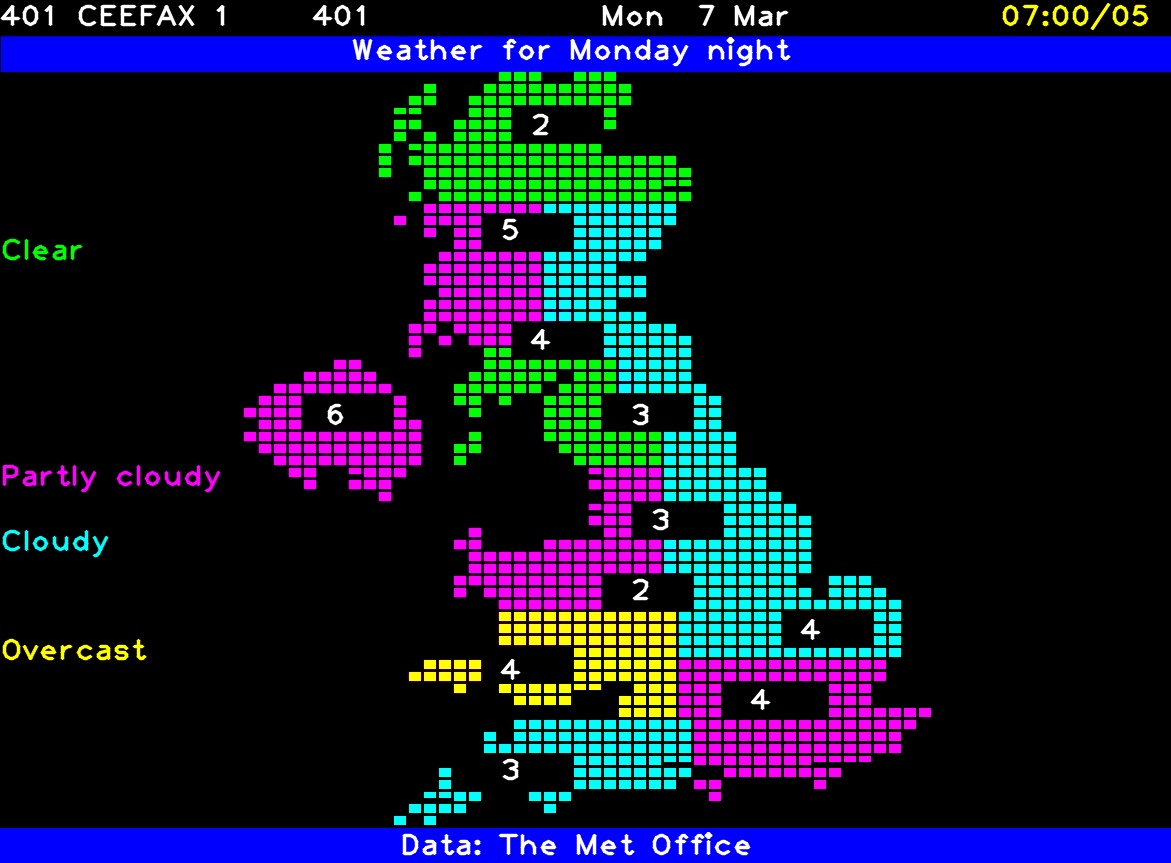 401 CEEFAX 1 401 Mon 7 Mar 07:00/05
Weather for Monday night
2
5
Clear
4
6 3
Partly cloudy
3
Cloudy
2
4
Overcast
4
4
3
Data: The Met Office